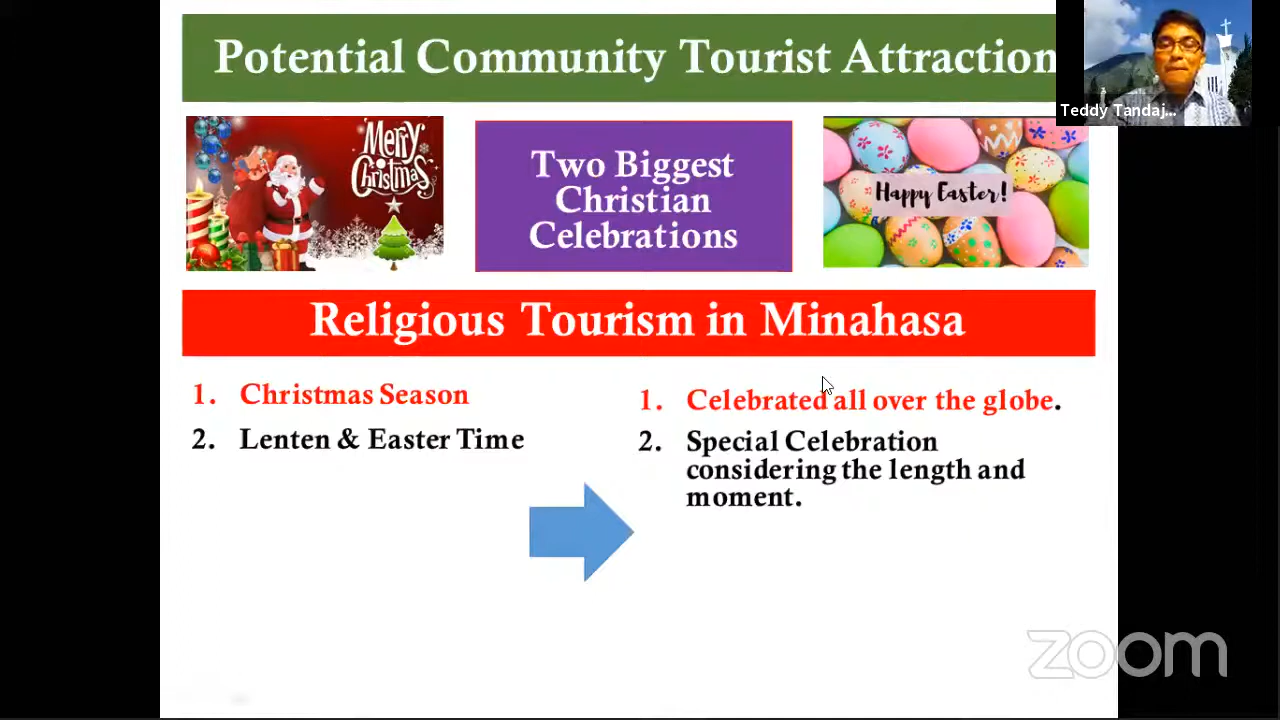 Potential Community Tourist Attraction
Teddy Tandaj...
Merry
Christmas
Two Biggest
Christian
Celebrations
Happy Easter!
Religious Tourism in Minahasa
1. Christmas Season
2. Lenten & Easter Time
1. Celebrated all over the globe.
2. Special Celebration
considering the length and
moment.
zoom